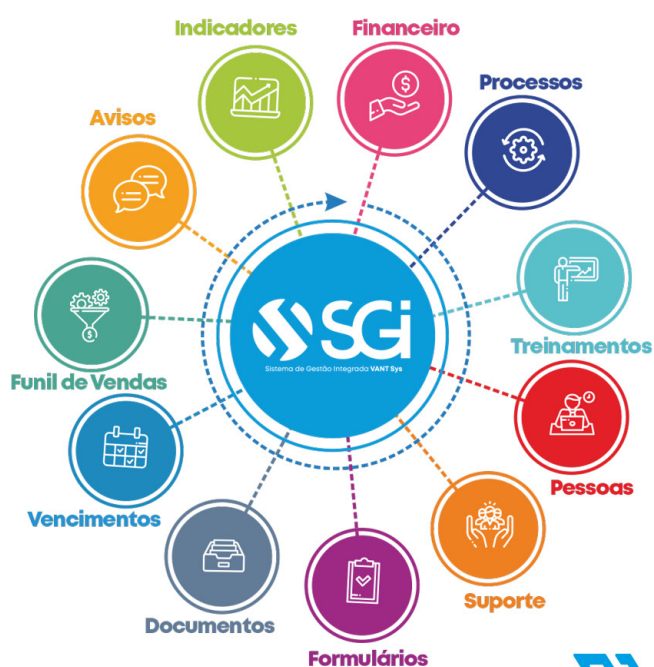 Indicadores
Financeiro
Processos
Avisos
Treinamentos
Funil de Vendas
Pessoas
Vencimentos
Suporte
Documentos
Formulários
SGi
Sistema de Gestão Integrada VANT Sys